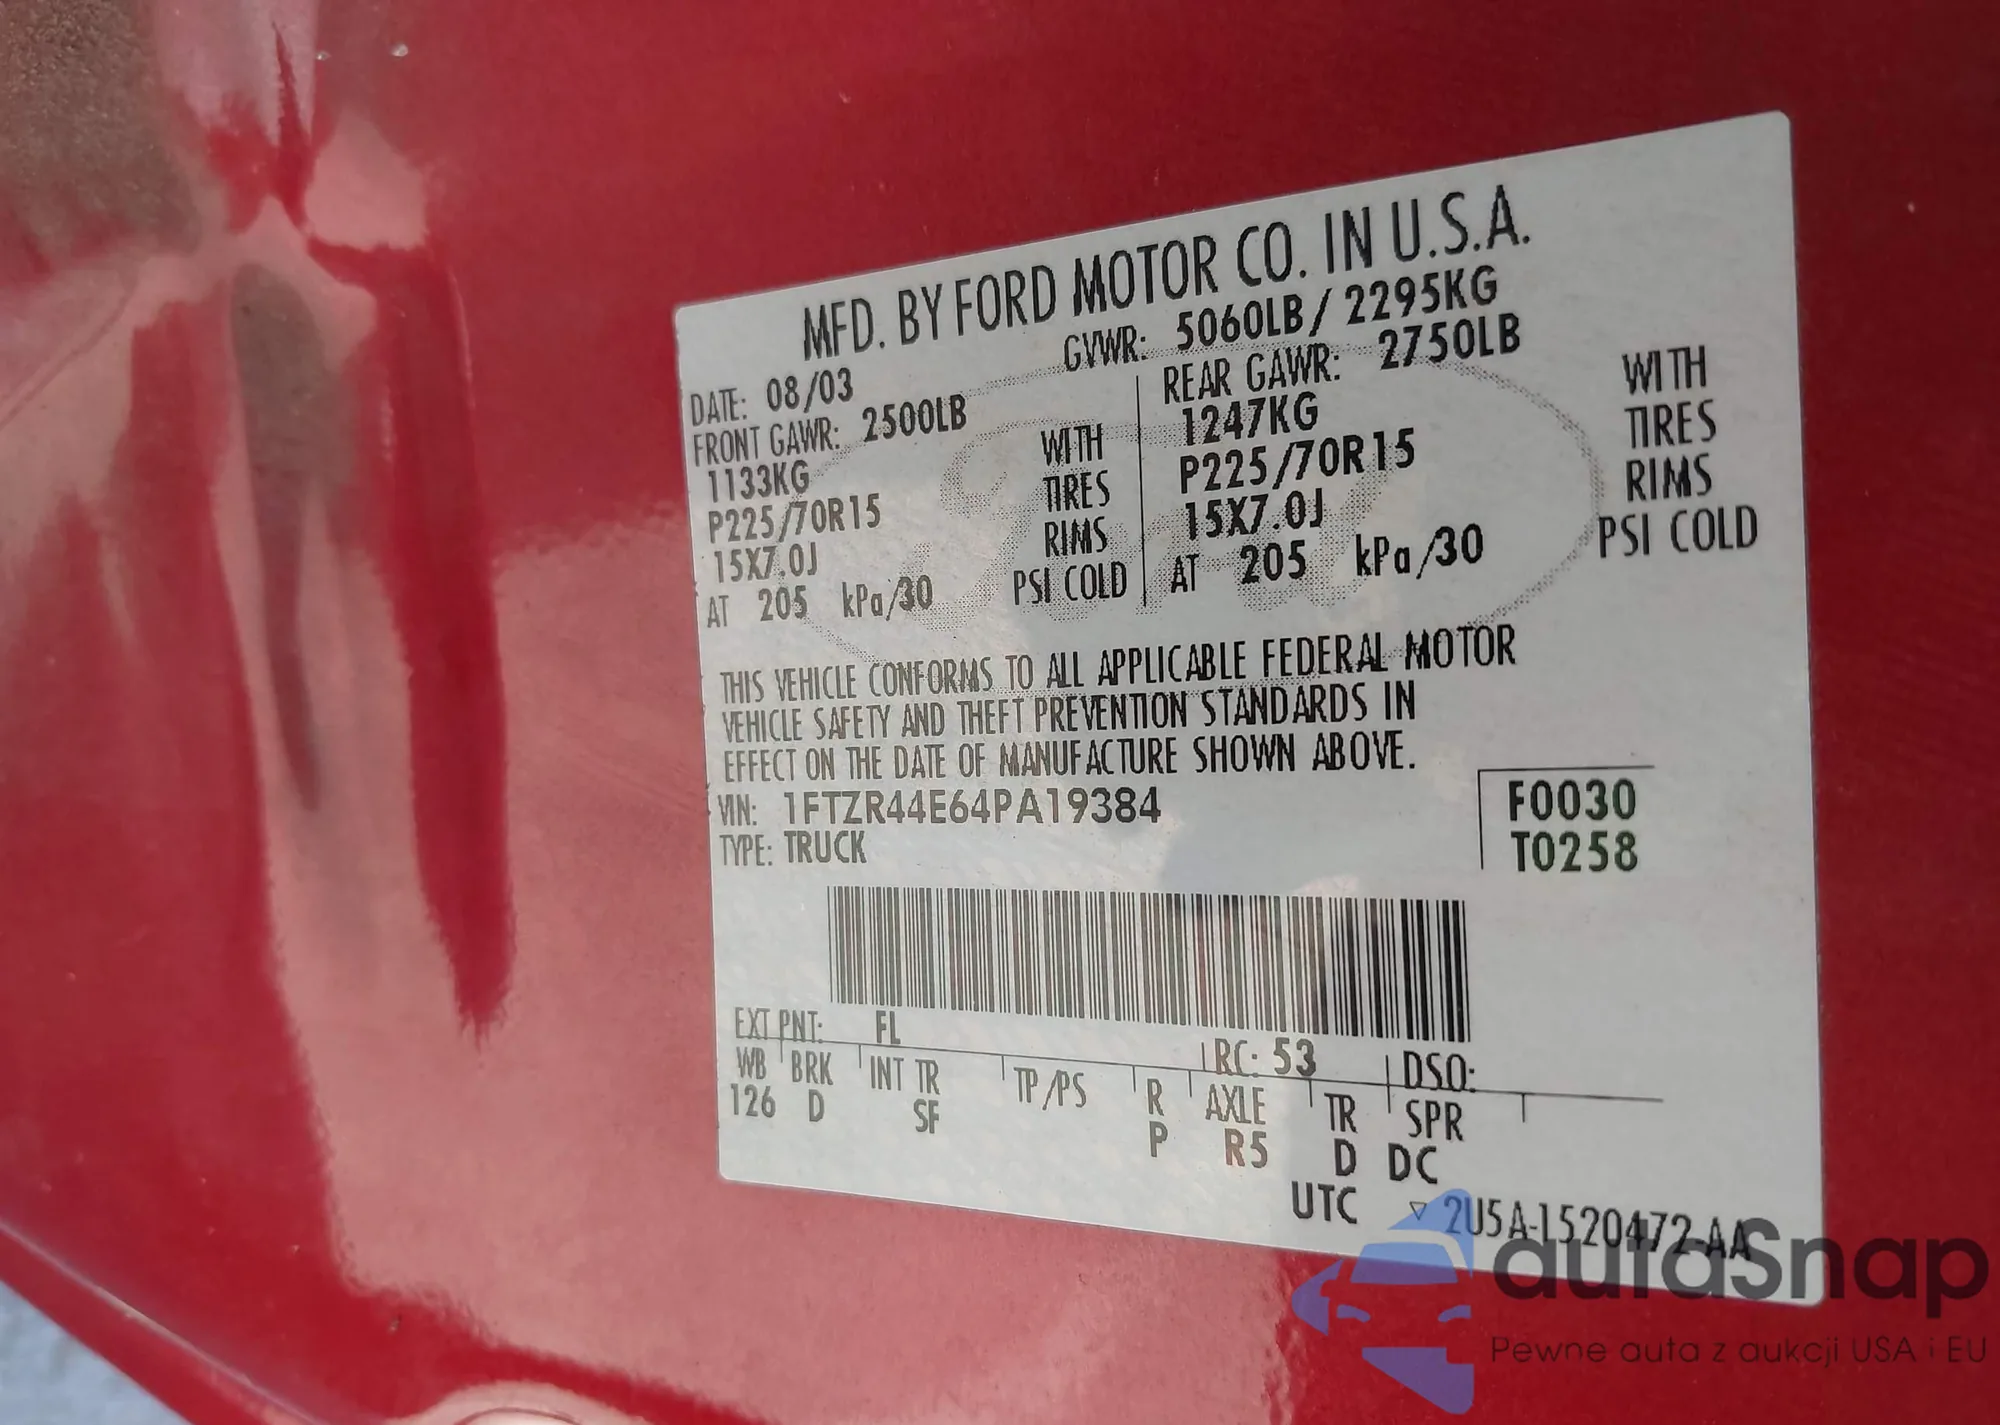 MFD. BY FORD MOTOR CO. IN U.S.A.
DATE: 08/03 GVWR: 5060LB / 2295KG
FRONT GAWR: 2500LB REAR GAWR: 2750LB
1133KG WITH 1247KG WITH
P225/70R15 TIRES P225/70R15 TIRES
15X7.0J RIMS 15X7.0J RIMS
AT 205 kPa/30 PSI COLD AT 205 kPa/30 PSI COLD
THIS VEHICLE CONFORMS TO ALL APPLICABLE FEDERAL MOTOR
VEHICLE SAFETY AND THEFT PREVENTION STANDARDS IN
EFFECT ON THE DATE OF MANUFACTURE SHOWN ABOVE.
VIN: 1FTZR44E64PA19384 F0030
TYPE: TRUCK T0258
EXT PNT: FL RC: 53 DSO:
WB BRK INT TR TP/PS R AXLE TR SPR
126 D SF P R5 D DC
UTC ▽ 2U5A-1520472-AA
autaSnap
Pewne auta z aukcji USA i EU